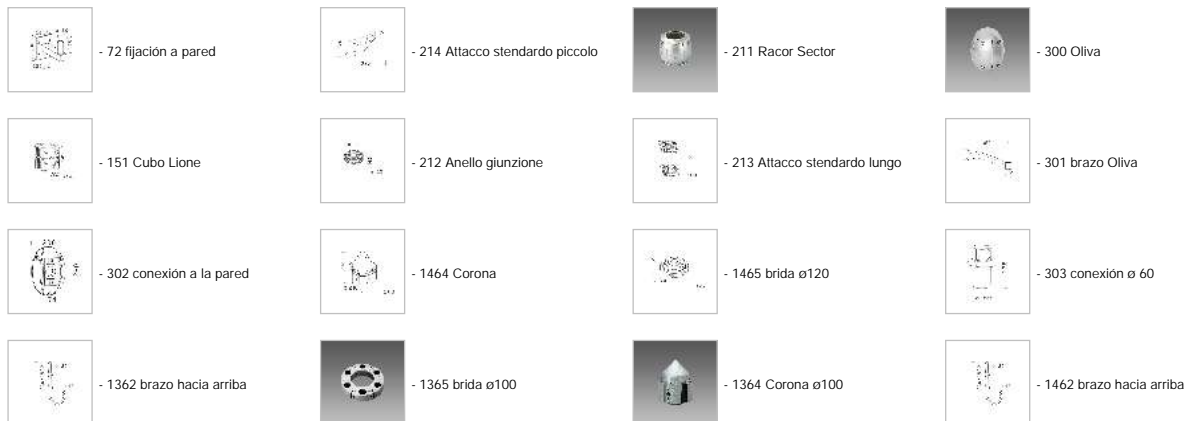 - 72 fijación a pared
- 214 Attacco stendardo piccolo
- 211 Racor Sector
- 300 Oliva
- 151 Cubo Lione
- 212 Anello giunzione
- 213 Attacco stendardo lungo
- 301 brazo Oliva
- 302 conexión a la pared
- 1464 Corona
- 1465 brida ø120
- 303 conexión ø 60
- 1362 brazo hacia arriba
- 1365 brida ø100
- 1364 Corona ø100
- 1462 brazo hacia arriba